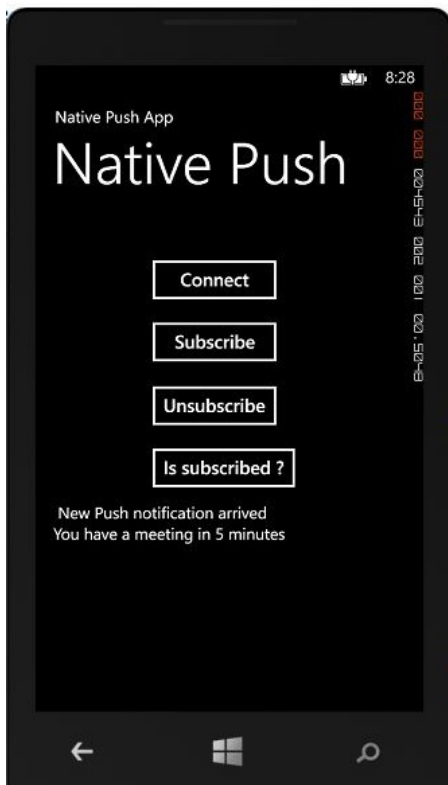 8:28
Native Push App
Native Push
Connect
Subscribe
Unsubscribe
Is subscribed ?
New Push notification arrived
You have a meeting in 5 minutes